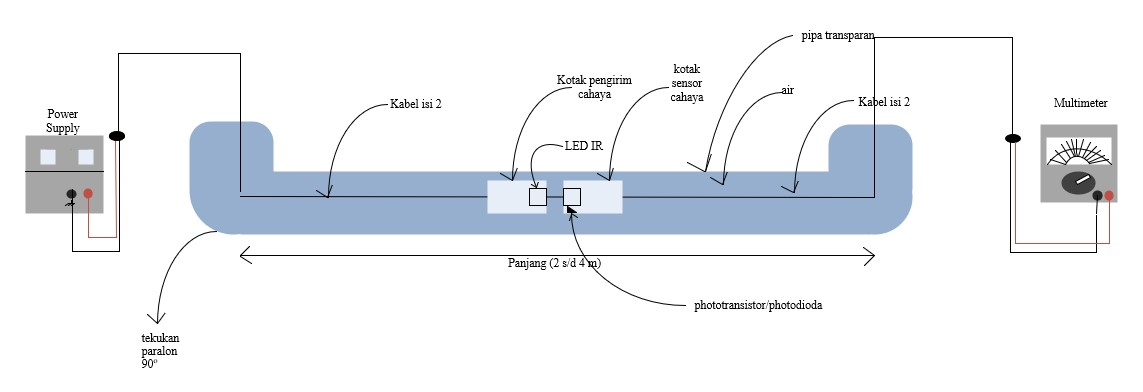 pipa transparan
kotak
sensor
cahaya
Kotak pengirim
cahaya
air
Kabel isi 2
Kabel isi 2
Multimeter
Power
Supply
LED IR
Panjang (2 s/d 4 m)
phototransistor/photodioda
tekukan
paralon
90°